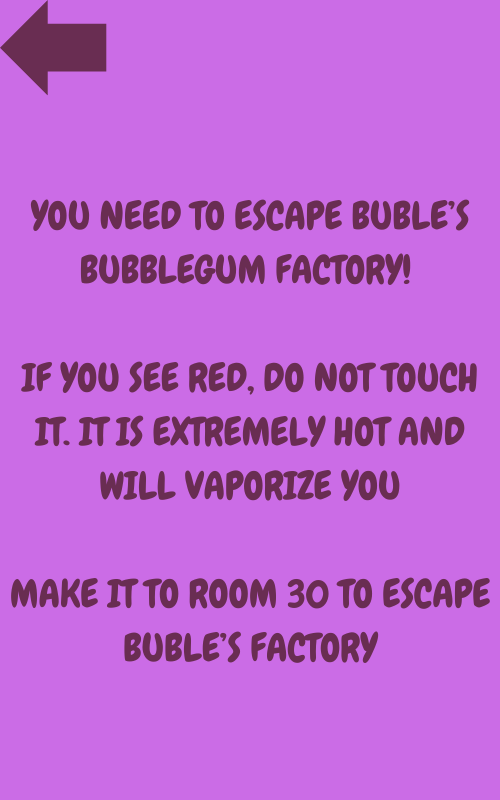 YOU NEED TO ESCAPE BUBLE'S
BUBBLEGUM FACTORY!
IF YOU SEE RED, DO NOT TOUCH
IT. IT IS EXTREMELY HOT AND
WILL VAPORIZE YOU
MAKE IT TO ROOM 30 TO ESCAPE
BUBLE'S FACTORY